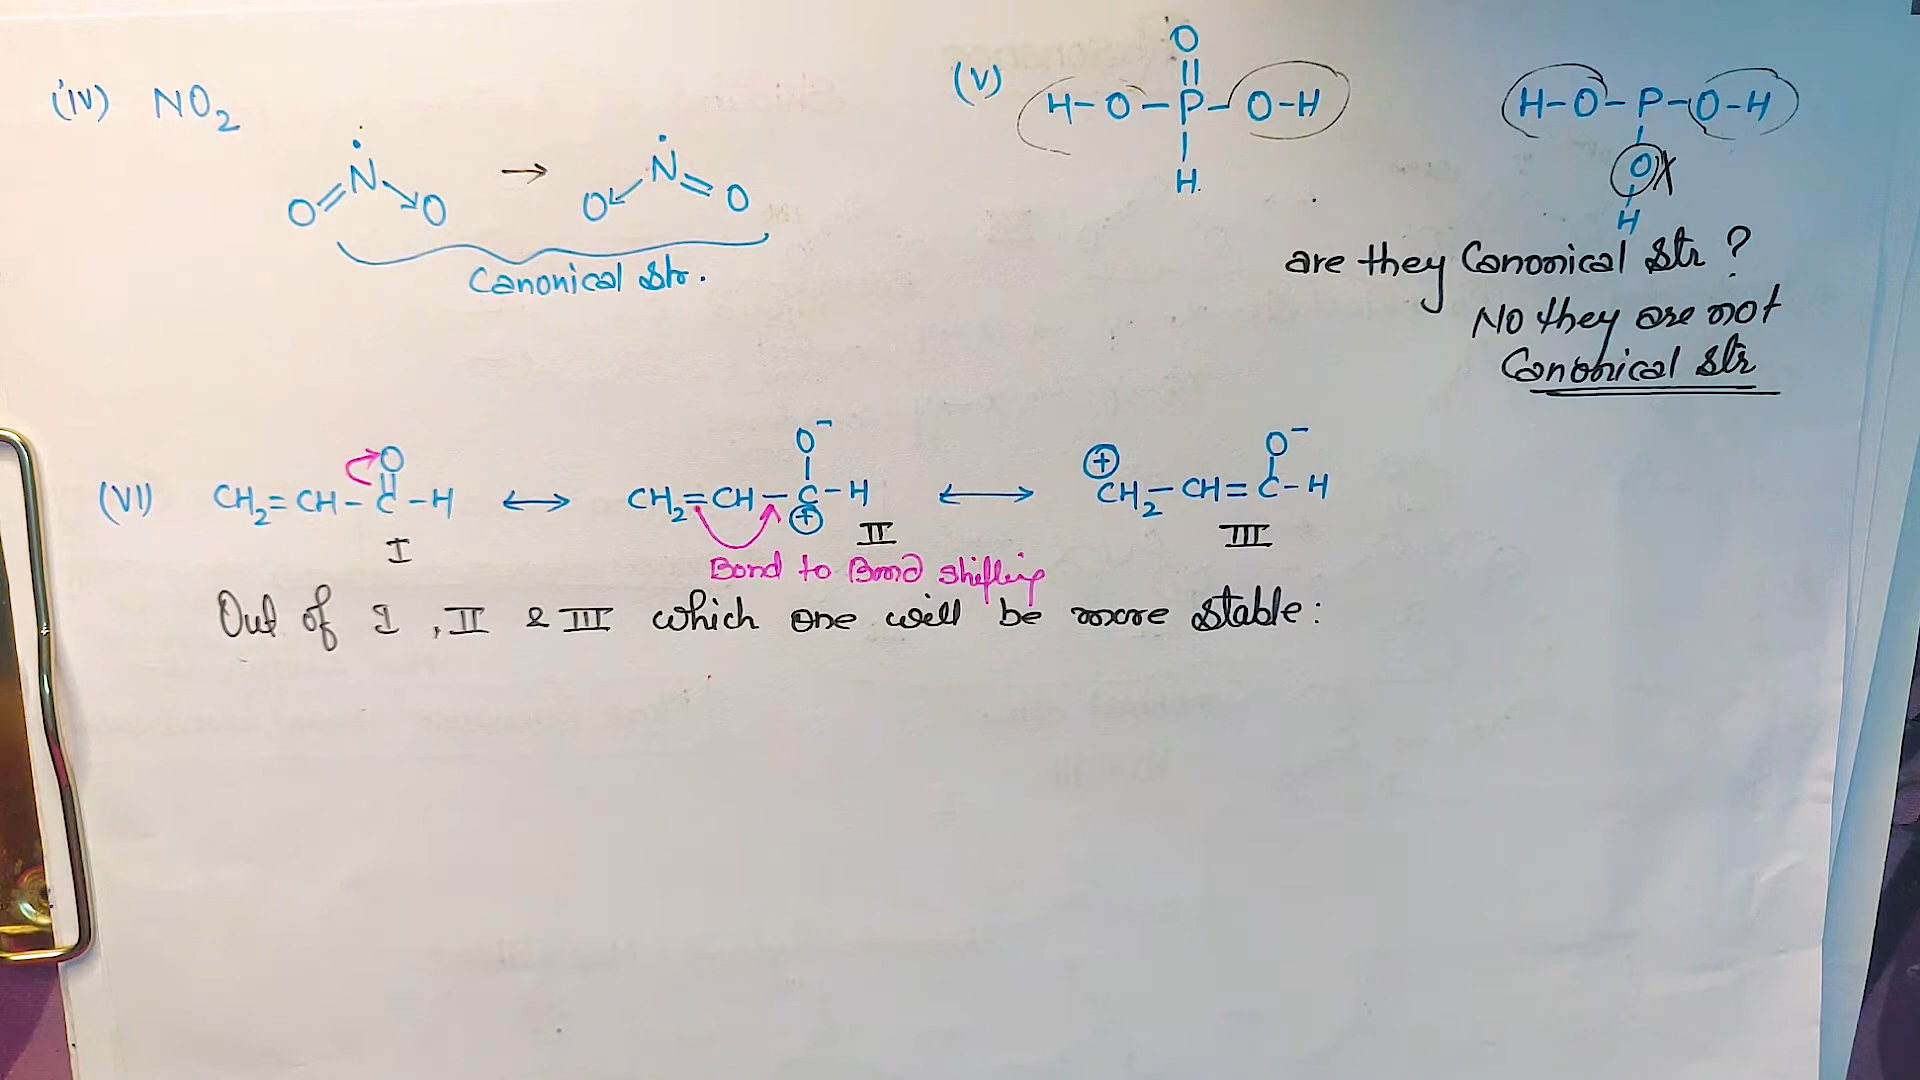 (iv) NO₂
N
O=N→O → O←N=O
Canonical Str.
(V)
O
||
H-O-P-O-H
|
H
H-O-P-O-H
|
O
|
H
are they Canonical Str ?
No they are not
Canonical Str
(VI) CH₂=CH-C-H ↔ CH₂=CH-C-H ↔ CH₂-CH=C-H
O O⁻ ⊕ O⁻
⊕
I II III
Bond to Bond shifting
Out of I , II & III which one will be more stable: